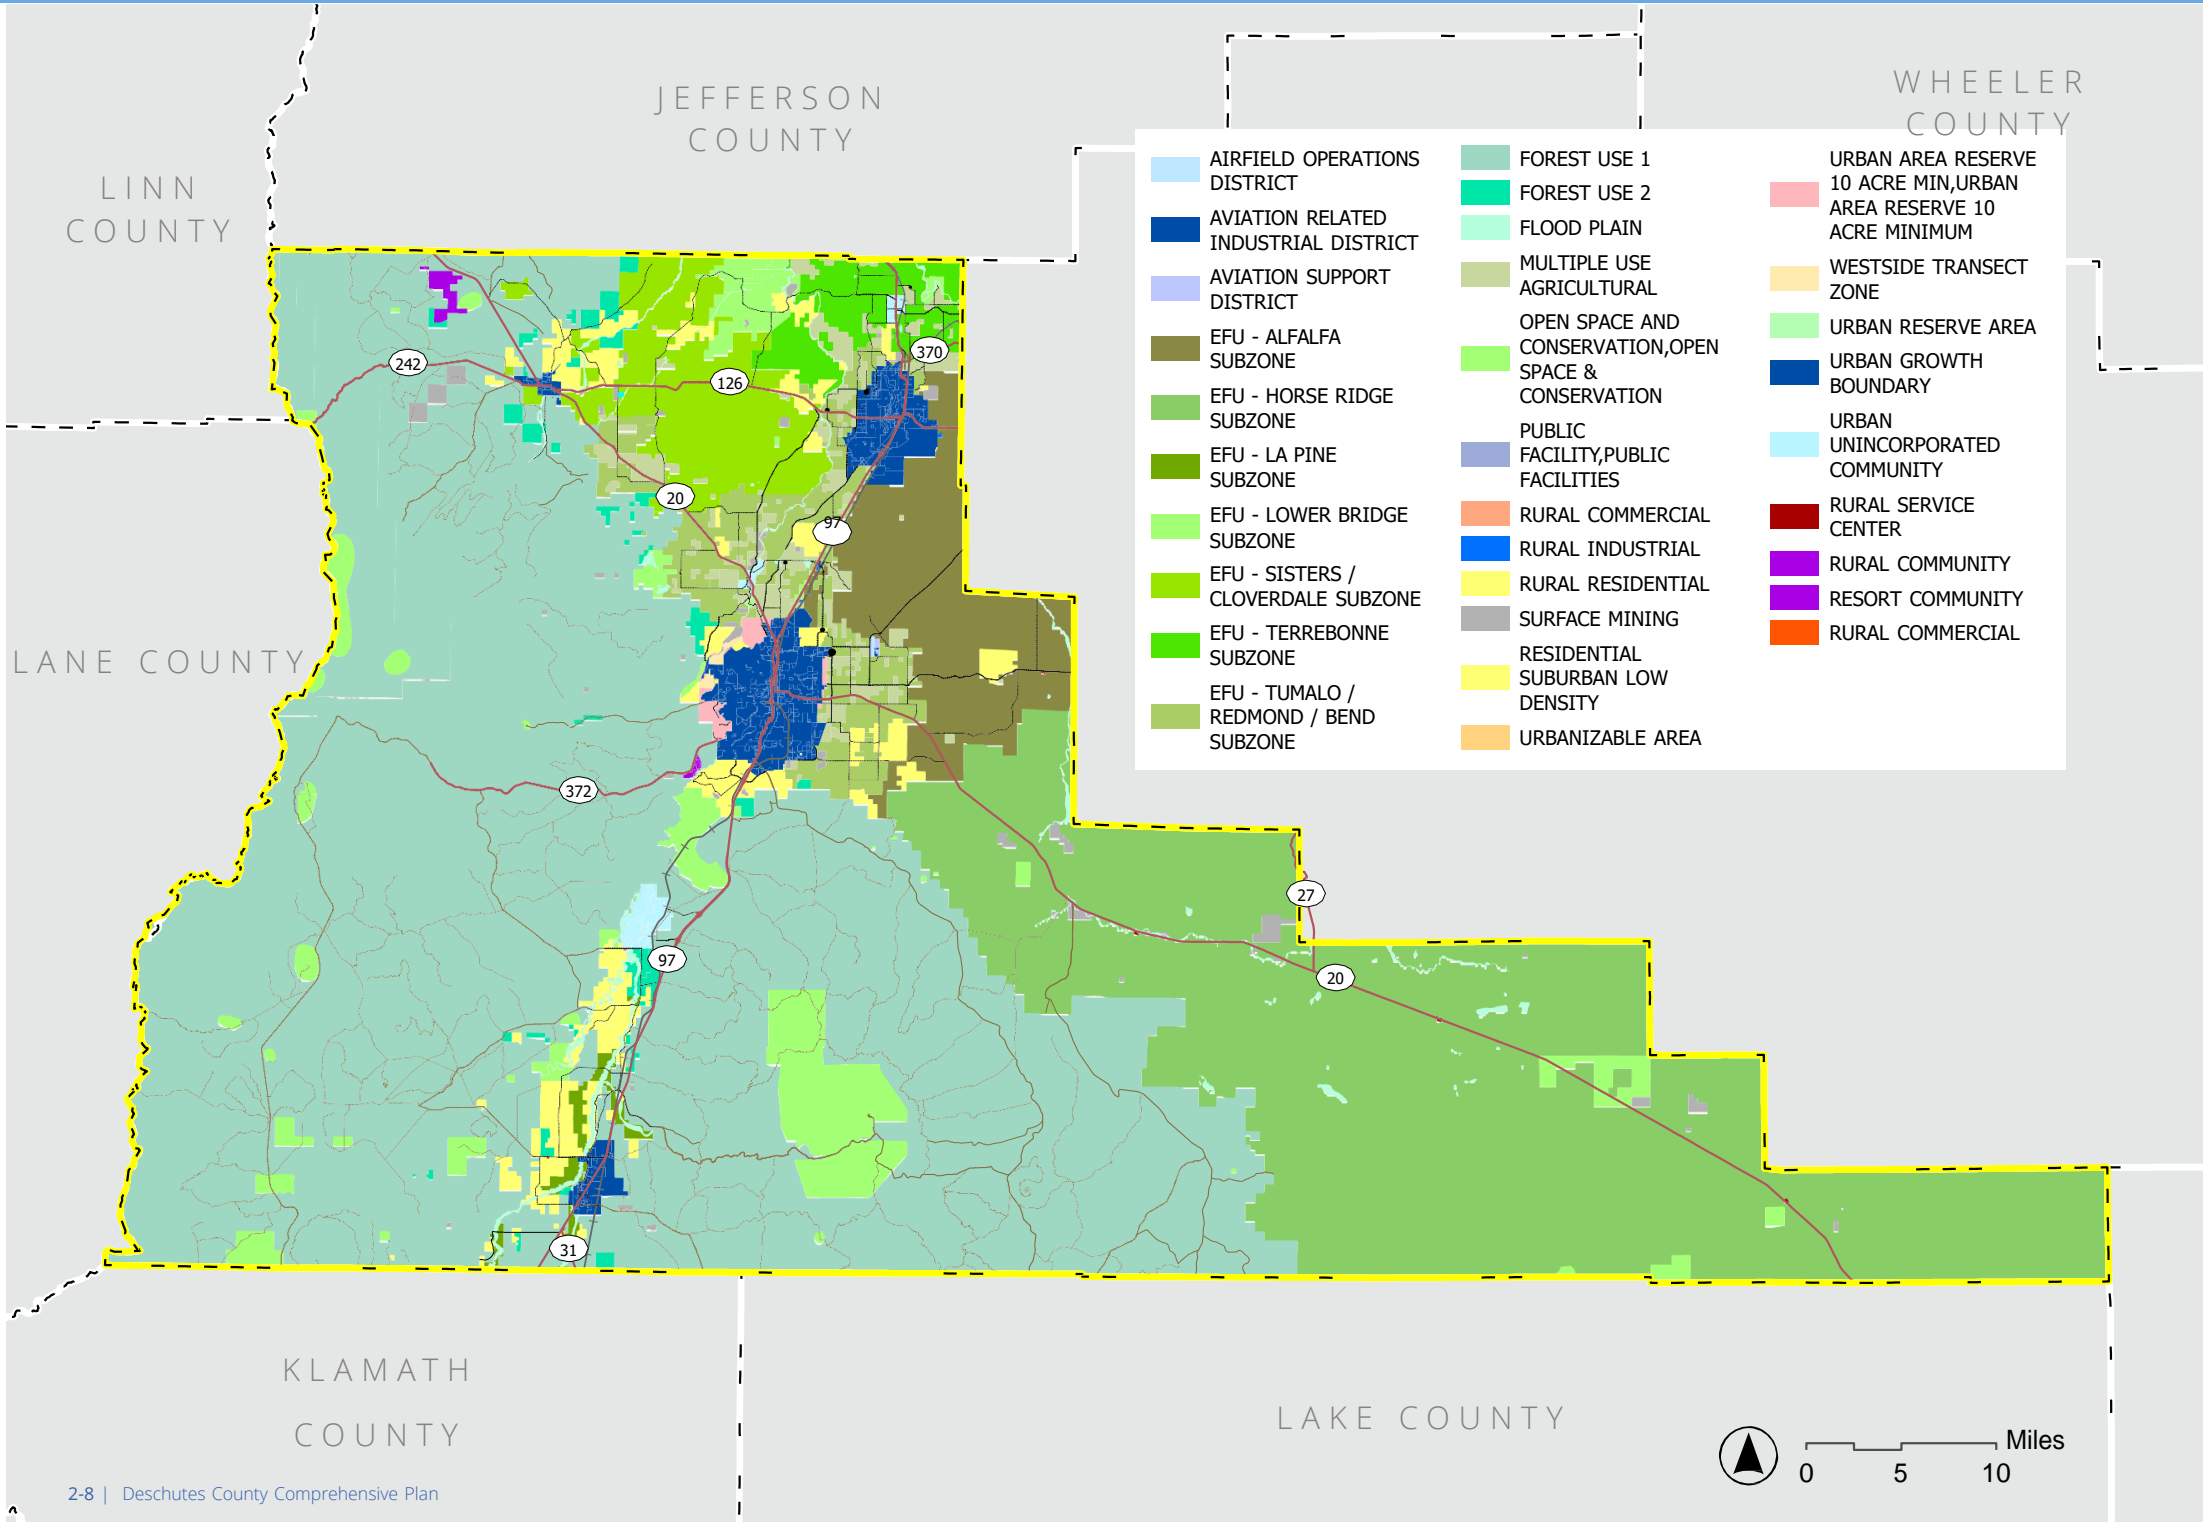 JEFFERSON
COUNTY
WHEELER
COUNTY
LINN
COUNTY
LANE COUNTY
KLAMATH
COUNTY
LAKE COUNTY
AIRFIELD OPERATIONS
DISTRICT
AVIATION RELATED
INDUSTRIAL DISTRICT
AVIATION SUPPORT
DISTRICT
EFU - ALFALFA
SUBZONE
EFU - HORSE RIDGE
SUBZONE
EFU - LA PINE
SUBZONE
EFU - LOWER BRIDGE
SUBZONE
EFU - SISTERS /
CLOVERDALE SUBZONE
EFU - TERREBONNE
SUBZONE
EFU - TUMALO /
REDMOND / BEND
SUBZONE
FOREST USE 1
FOREST USE 2
FLOOD PLAIN
MULTIPLE USE
AGRICULTURAL
OPEN SPACE AND
CONSERVATION,OPEN
SPACE &
CONSERVATION
PUBLIC
FACILITY,PUBLIC
FACILITIES
RURAL COMMERCIAL
RURAL INDUSTRIAL
RURAL RESIDENTIAL
SURFACE MINING
RESIDENTIAL
SUBURBAN LOW
DENSITY
URBANIZABLE AREA
URBAN AREA RESERVE
10 ACRE MIN,URBAN
AREA RESERVE 10
ACRE MINIMUM
WESTSIDE TRANSECT
ZONE
URBAN RESERVE AREA
URBAN GROWTH
BOUNDARY
URBAN
UNINCORPORATED
COMMUNITY
RURAL SERVICE
CENTER
RURAL COMMUNITY
RESORT COMMUNITY
RURAL COMMERCIAL
370
242
126
20
97
372
27
97
20
31
Miles
0 5 10
2-8 | Deschutes County Comprehensive Plan